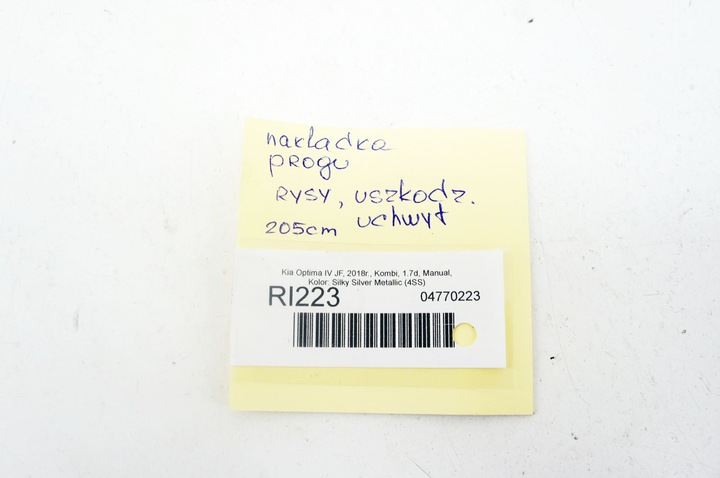 nakładka
progu
RYSY, uszkodz.
205cm uchwyt
Kia Optima IV JF, 2018r., Kombi, 1.7d, Manual,
Kolor: Silky Silver Metallic (4SS)
RI223 04770223